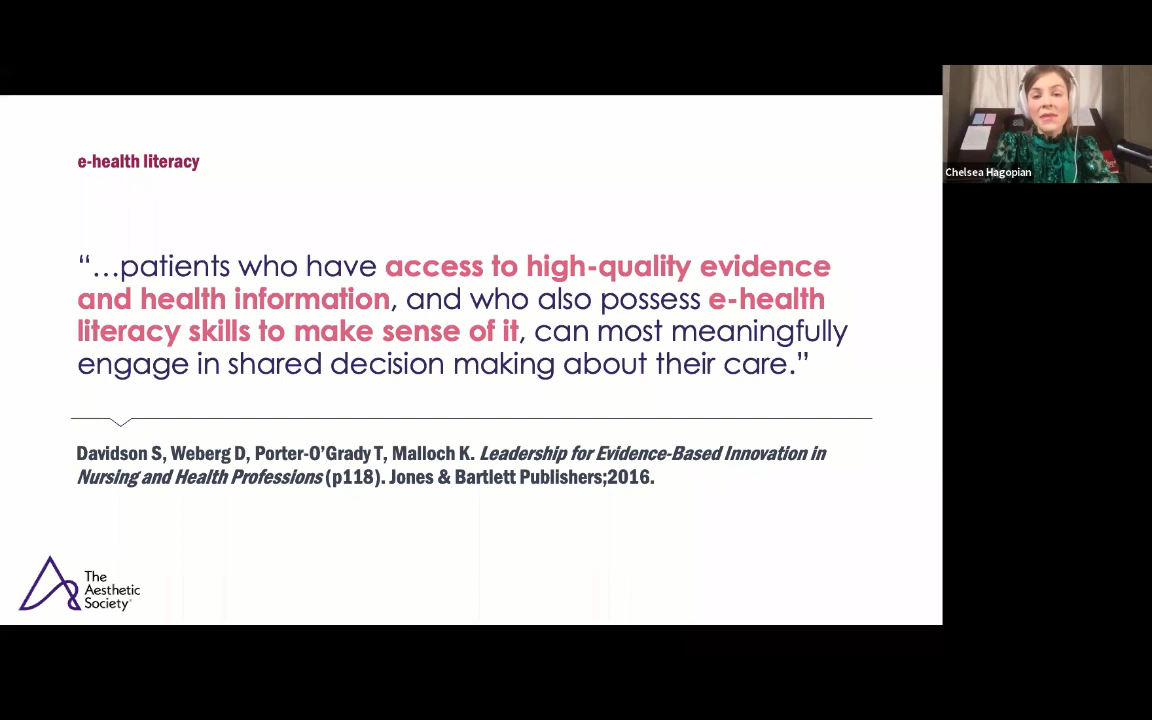 e-health literacy
“…patients who have access to high-quality evidence
and health information, and who also possess e-health
literacy skills to make sense of it, can most meaningfully
engage in shared decision making about their care.”
Davidson S, Weberg D, Porter-O’Grady T, Malloch K. Leadership for Evidence-Based Innovation in
Nursing and Health Professions (p118). Jones & Bartlett Publishers;2016.
The
Aesthetic
Society
Chelsea Hagopian